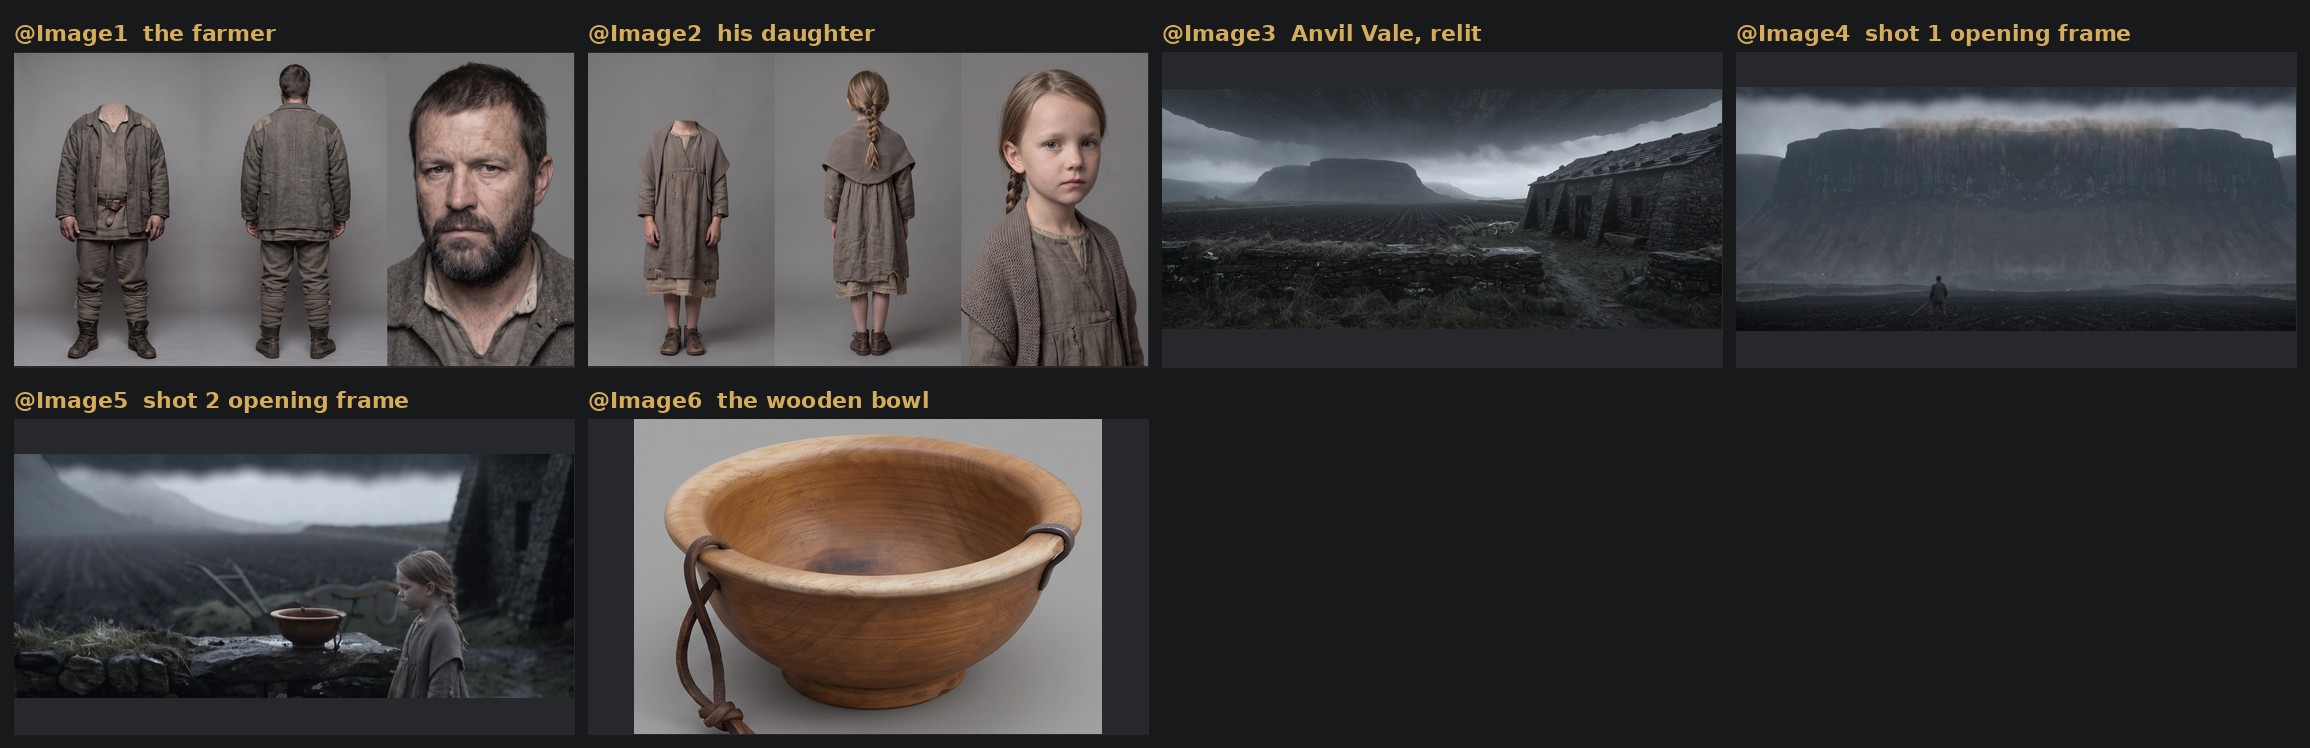 @Image1 the farmer
@Image2 his daughter
@Image3 Anvil Vale, relit
@Image4 shot 1 opening frame
@Image5 shot 2 opening frame
@Image6 the wooden bowl